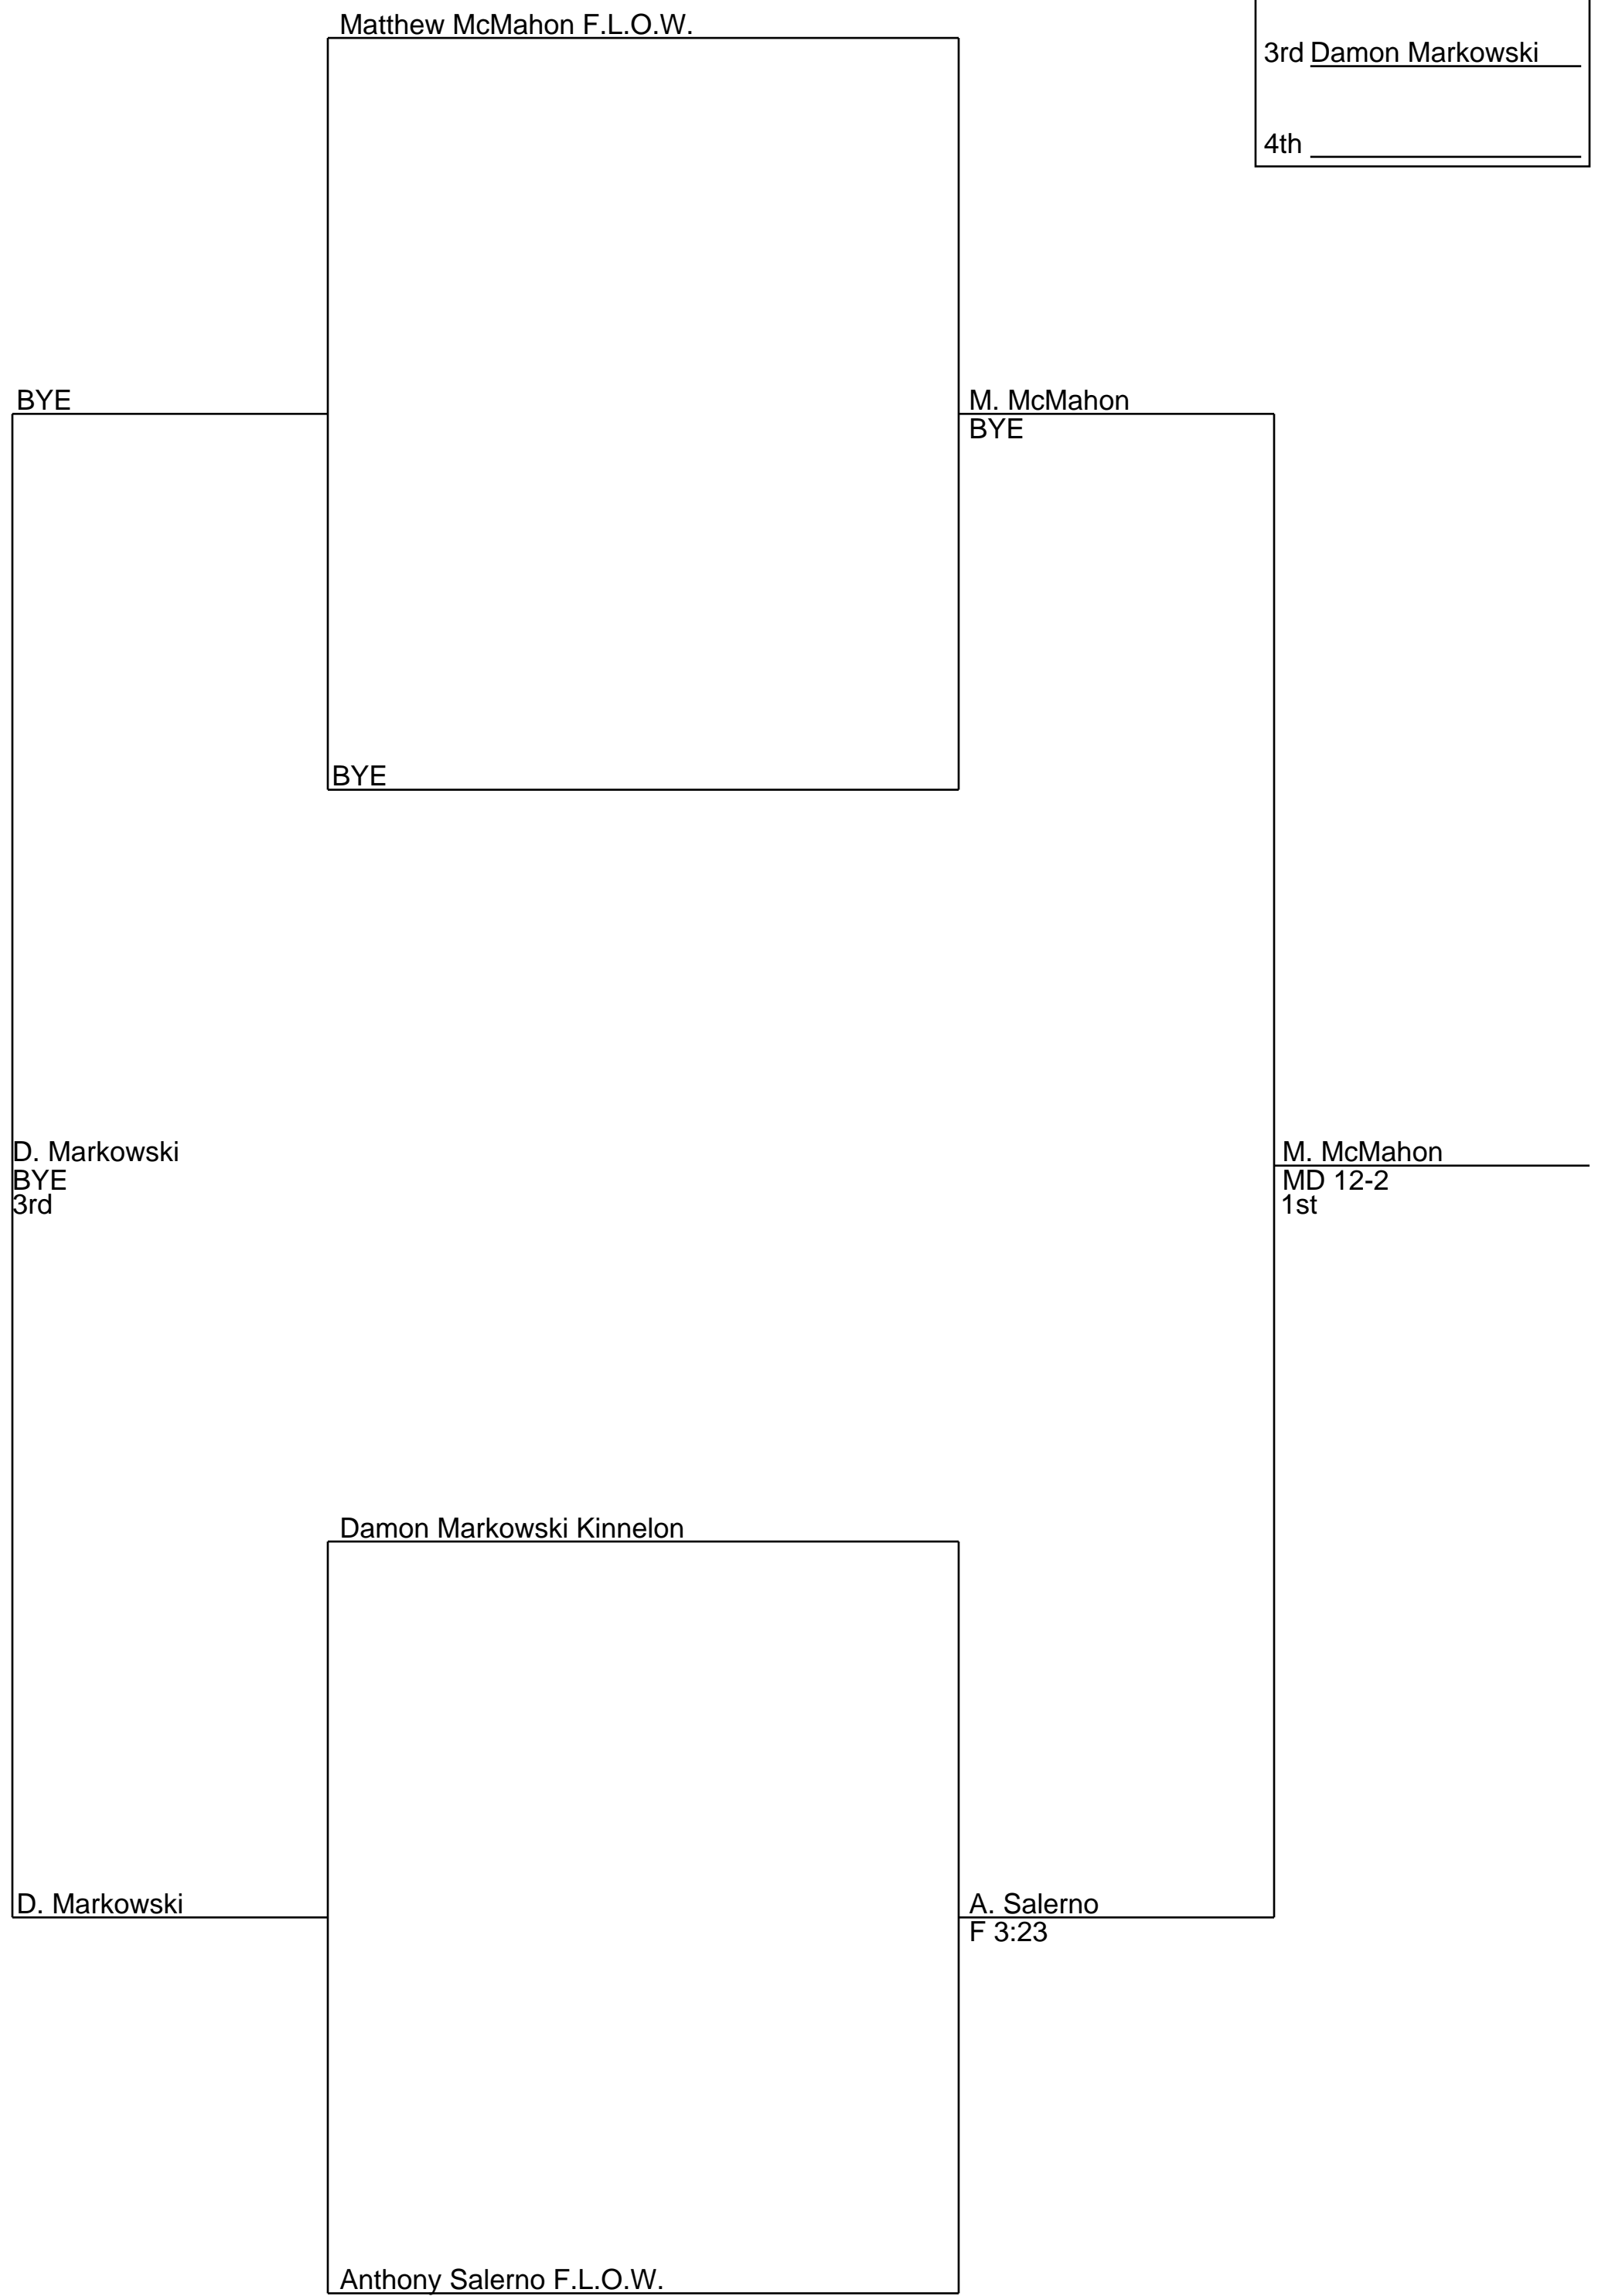 Matthew McMahon F.L.O.W.
3rd Damon Markowski
4th
BYE
M. McMahon
BYE
BYE
D. Markowski
BYE
3rd
M. McMahon
MD 12-2
1st
Damon Markowski Kinnelon
D. Markowski
A. Salerno
F 3:23
Anthony Salerno F.L.O.W.